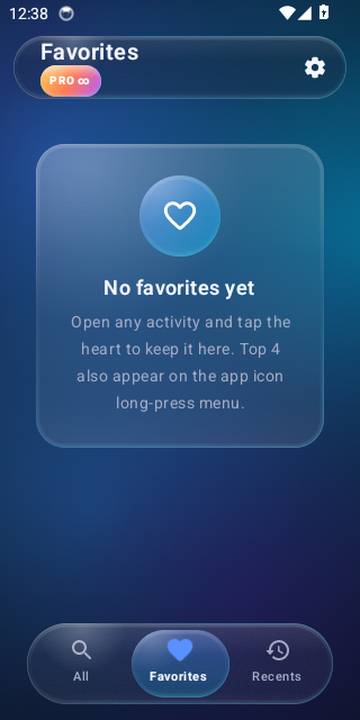 12:38
Favorites
PRO ∞
No favorites yet
Open any activity and tap the
heart to keep it here. Top 4
also appear on the app icon
long-press menu.
All
Favorites
Recents